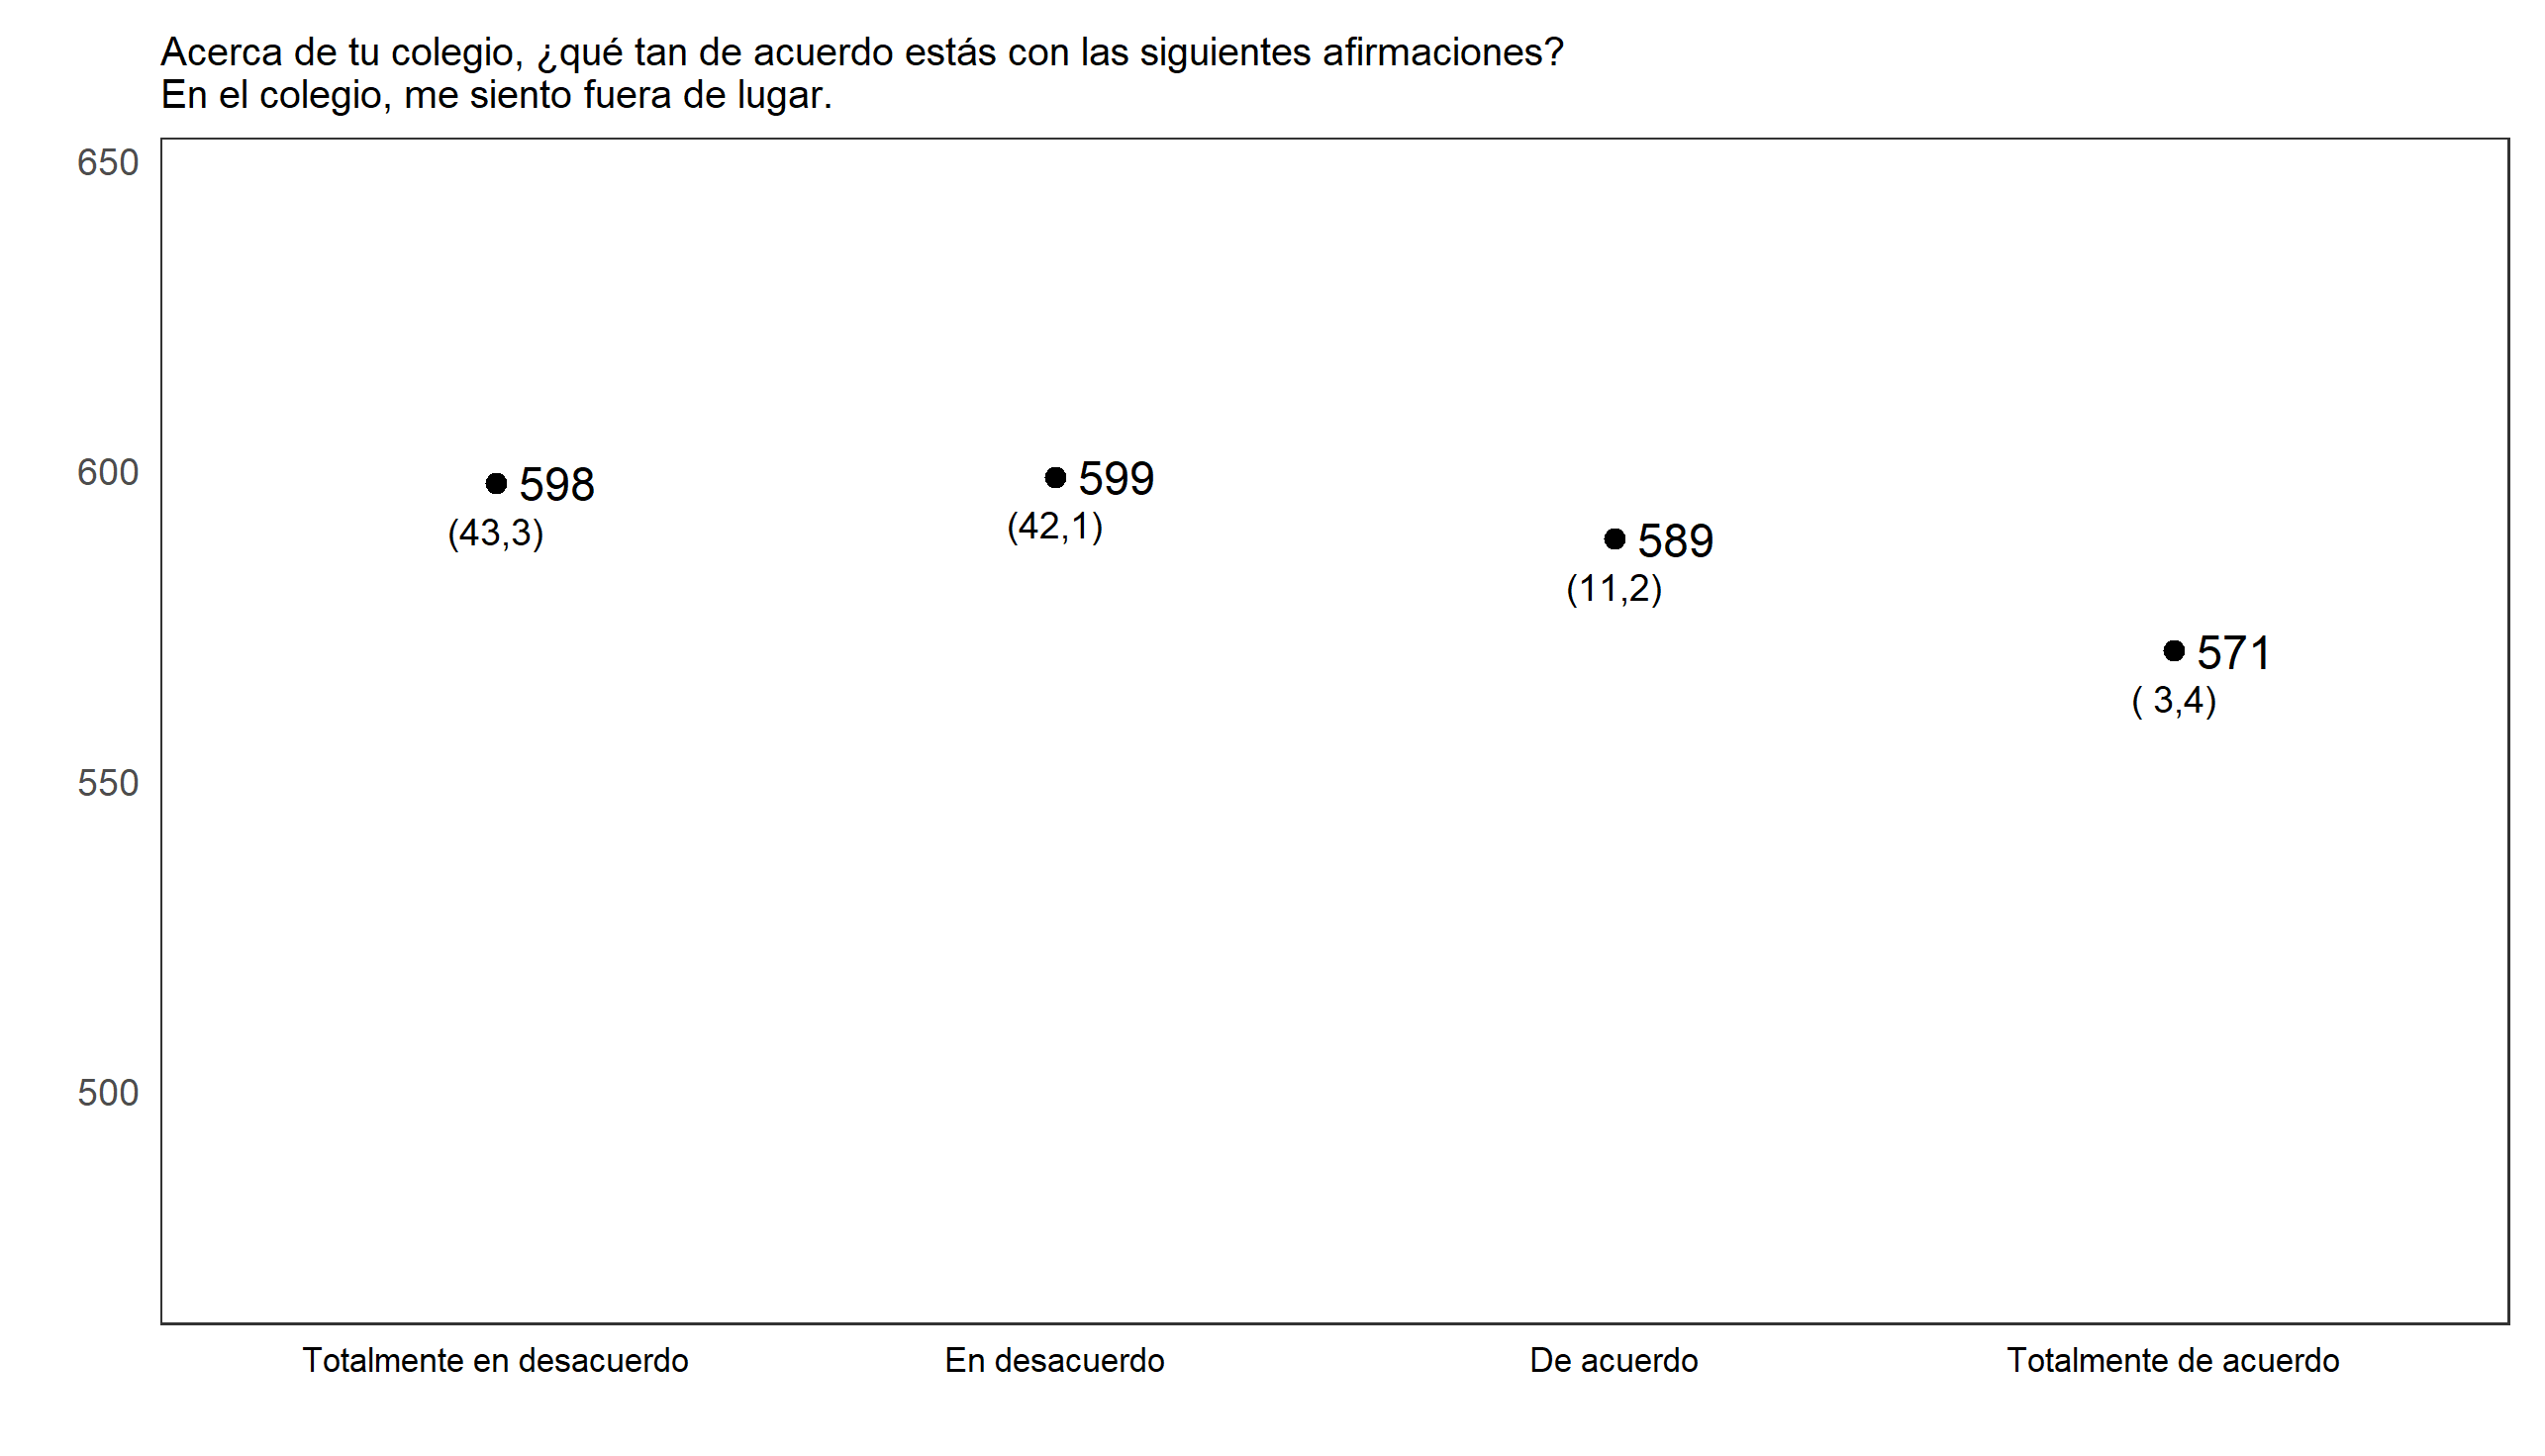 Acerca de tu colegio, ¿qué tan de acuerdo estás con las siguientes afirmaciones?
En el colegio, me siento fuera de lugar.
650
600
550
500
598
(43,3)
599
(42,1)
589
(11,2)
571
( 3,4)
Totalmente en desacuerdo
En desacuerdo
De acuerdo
Totalmente de acuerdo